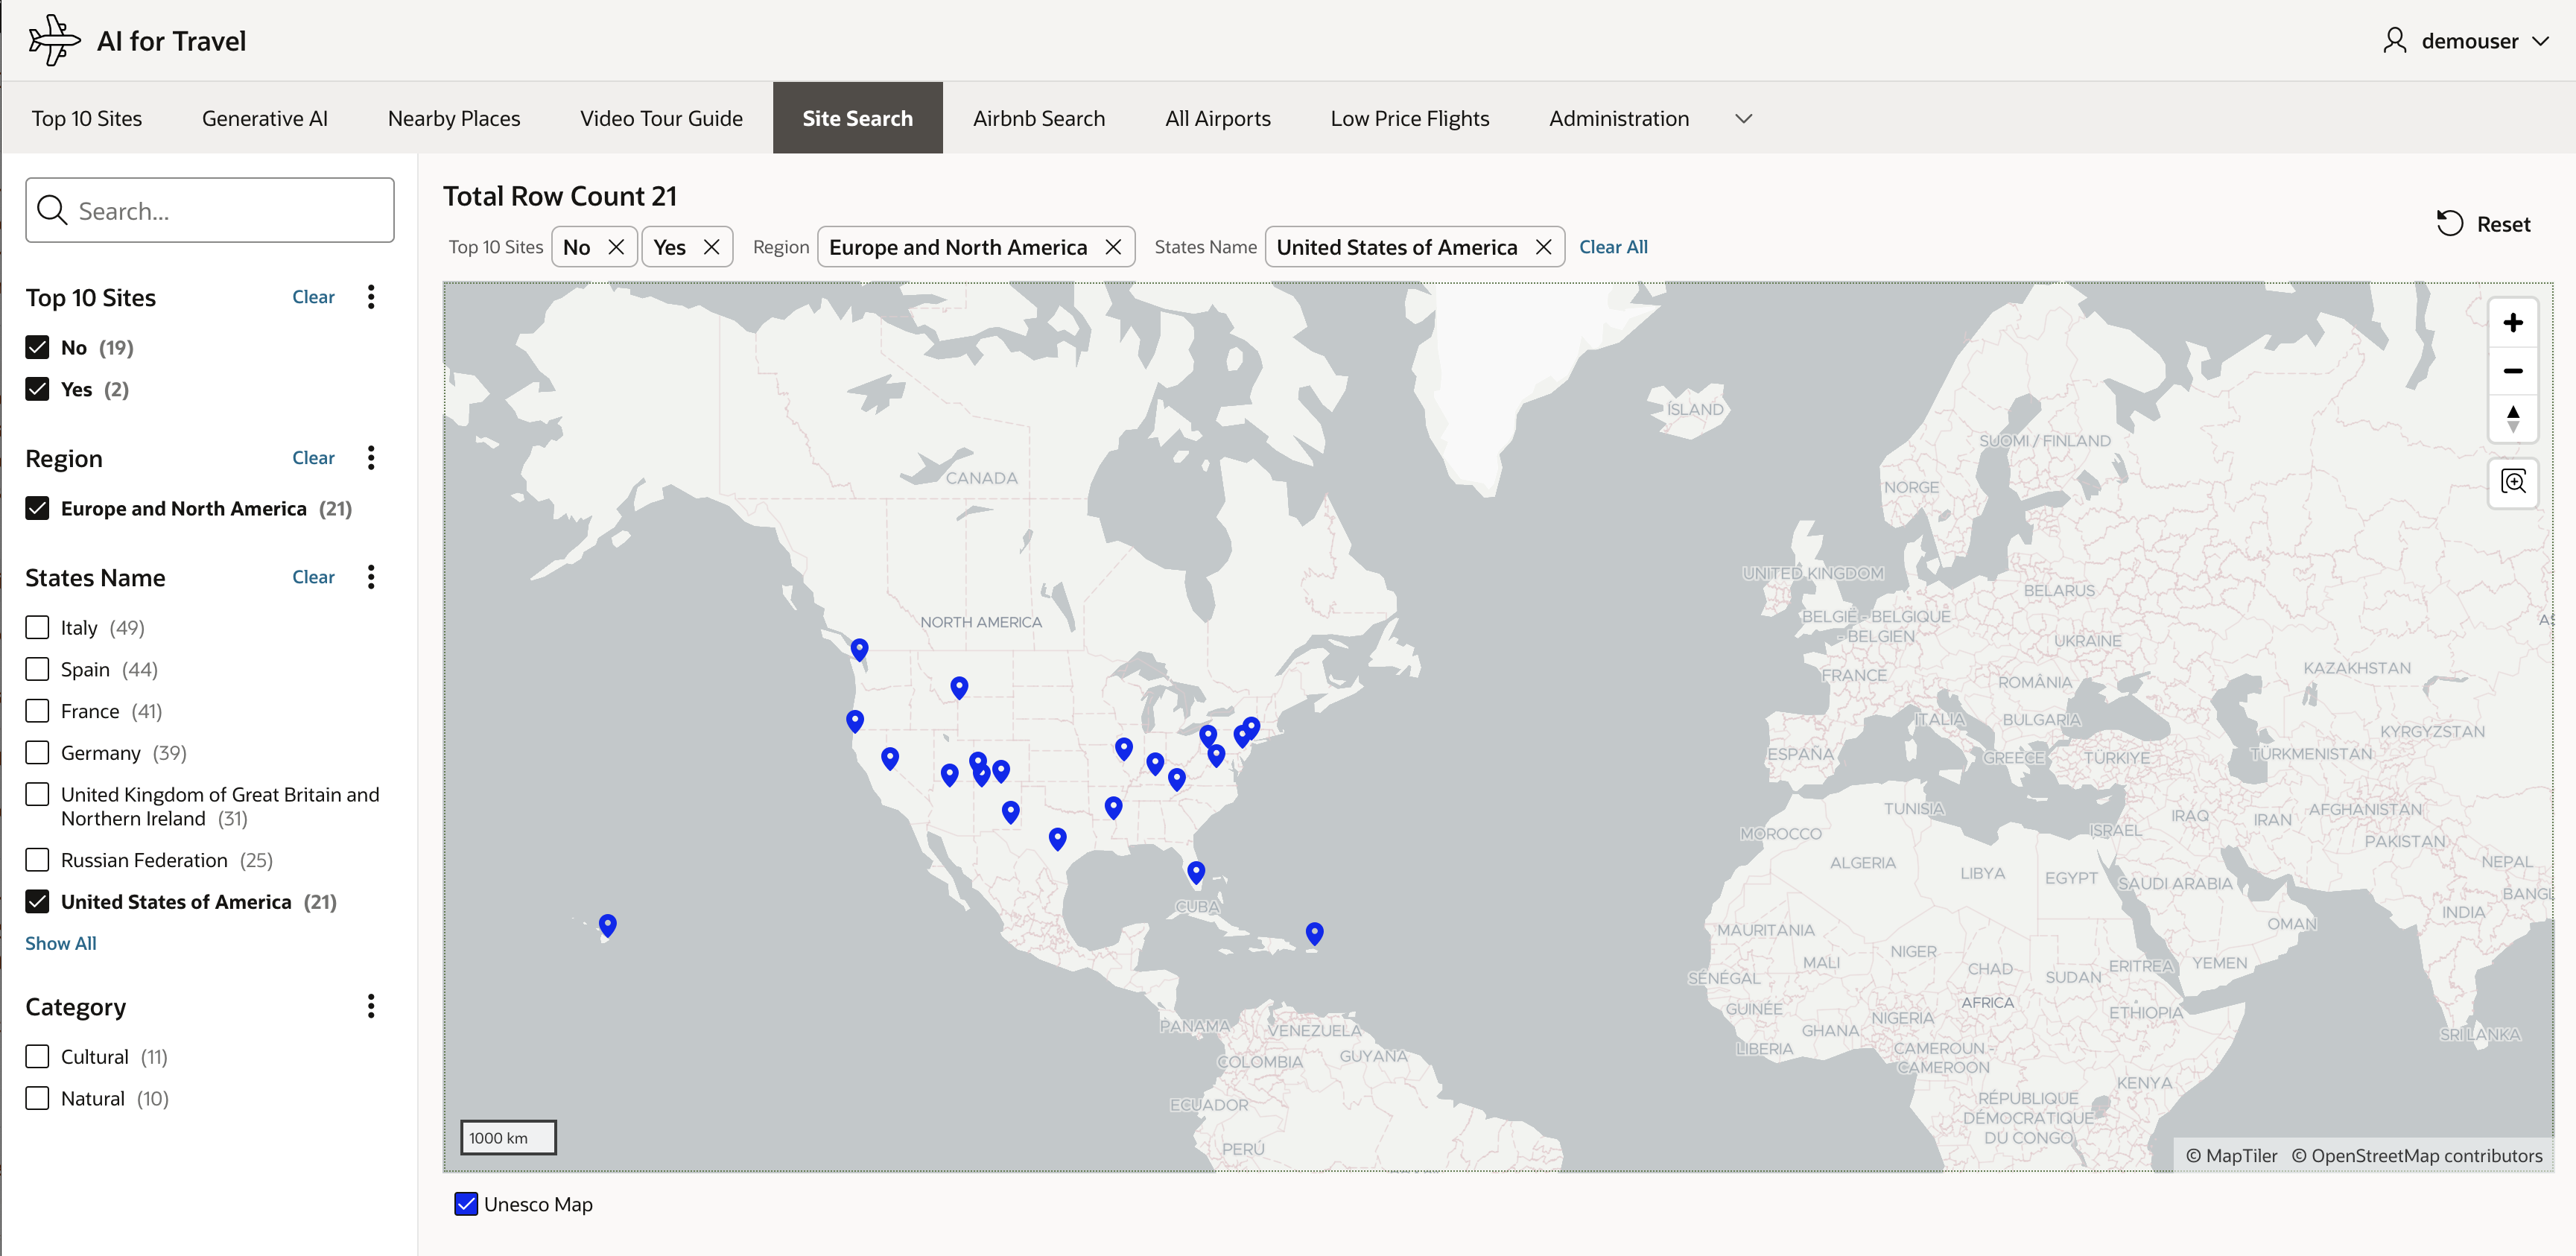 AI for Travel
demouser
Top 10 Sites
Generative AI
Nearby Places
Video Tour Guide
Site Search
Airbnb Search
All Airports
Low Price Flights
Administration
Search...
Top 10 Sites
Clear
No (19)
Yes (2)
Region
Clear
Europe and North America (21)
States Name
Clear
Italy (49)
Spain (44)
France (41)
Germany (39)
United Kingdom of Great Britain and
Northern Ireland (31)
Russian Federation (25)
United States of America (21)
Show All
Category
Cultural (11)
Natural (10)
Total Row Count 21
Top 10 Sites No Yes Region Europe and North America States Name United States of America Clear All
Reset
ÍSLAND
SUOMI / FINLAND
CANADA
NORGE
UNITED KINGDOM
BELARUS
BELGIË - BELGIQUE
- BELGIEN
NORTH AMERICA
UKRAINE
FRANCE
KAZAKHSTAN
ROMÂNIA
ITALIA
BULGARIA
KYRGYZSTAN
ESPAÑA
GREECE
TÜRKIYE
TÜRKMENISTAN
TUNISIA
IRAQ
IRAN
AFGHANISTAN
MOROCCO
ISRAEL
PAKISTAN
ALGERIA
LIBYA
EGYPT
SAUDI ARABIA
NEPAL
BANGL
CUBA
INDIA
OMAN
MAURITANIA
NIGER
MALI
CHAD
SUDAN
ERITREA
YEMEN
SÉNÉGAL
AFRICA
GUINÉE
NIGERIA
ETHIOPIA
PANAMA
VENEZUELA
GHANA
SRI LANKA
LIBERIA
CAMEROUN -
CAMEROON
COLOMBIA
GUYANA
KENYA
ECUADOR
RÉPUBLIQUE
DÉMOCRATIQUE
DU CONGO
PERÚ
1000 km
© MapTiler © OpenStreetMap contributors
Unesco Map